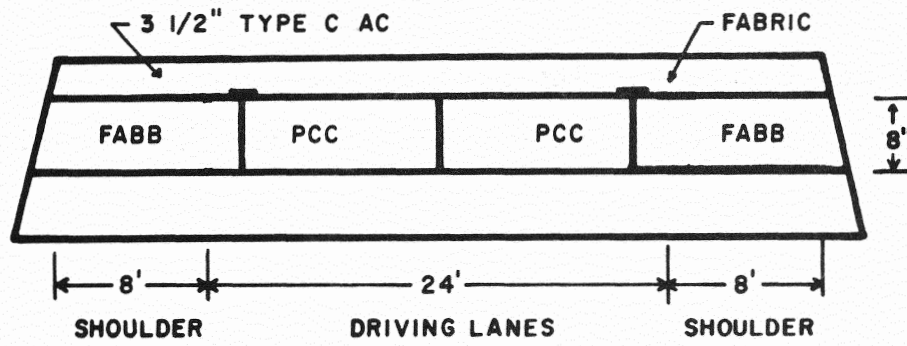 3 1/2" TYPE C AC
FABRIC
FABB
PCC
PCC
FABB
8'
8'
24'
8'
SHOULDER
DRIVING LANES
SHOULDER